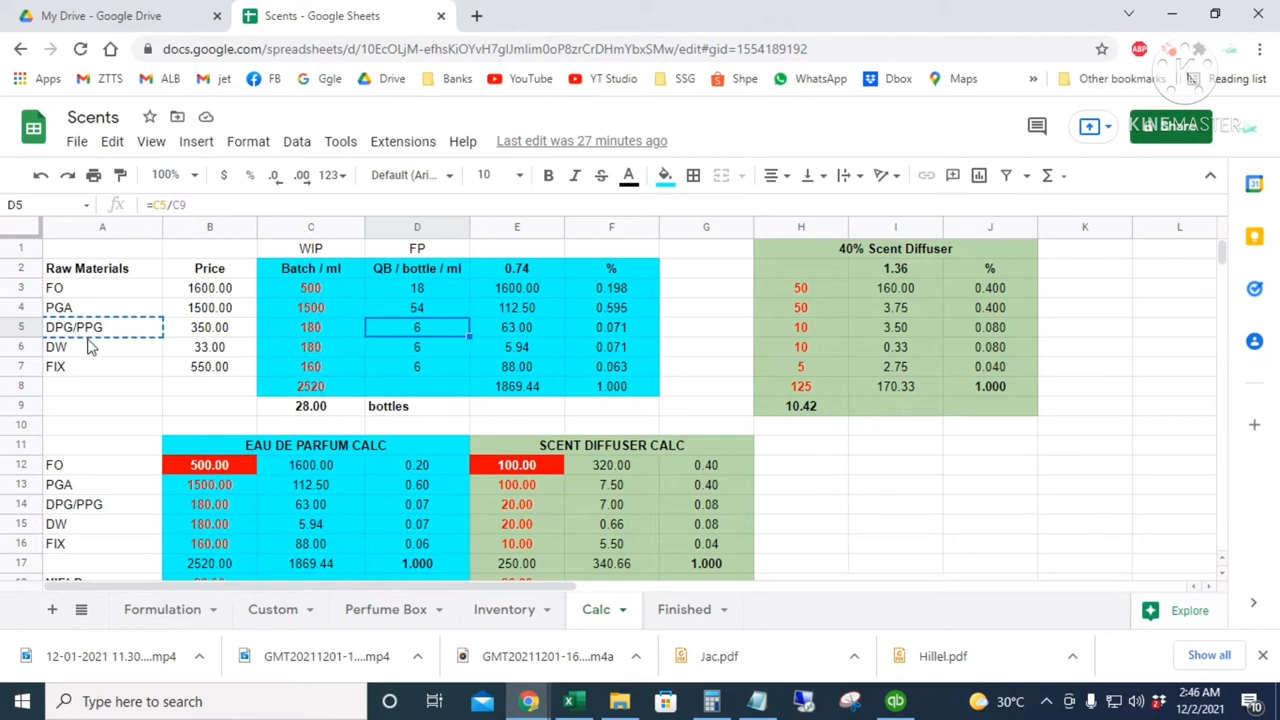 My Drive - Google Drive × Scents - Google Sheets ×
docs.google.com/spreadsheets/d/10EcOLjM-efhsKiOYvH7gIJmlim0oP8zrCrDHmYbxSMw/edit#gid=1554189192 ABP
Apps ZTTS ALB jet FB Ggle Drive Banks YouTube YT Studio SSG Shpe WhatsApp Dbox Maps » Other bookmarks Reading list
K
KINEMASTER
Scents
Share
File Edit View Insert Format Data Tools Extensions Help Last edit was 27 minutes ago
100% $ % .0 .00 123 Default (Ari... 10 B I S A Σ
D5 fx =C5/C9
A B C D E F G H I J K L
1 WIP FP 40% Scent Diffuser
2 Raw Materials Price Batch / ml QB / bottle / ml 0.74 % 1.36 %
3 FO 1600.00 500 18 1600.00 0.198 50 160.00 0.400
4 PGA 1500.00 1500 54 112.50 0.595 50 3.75 0.400
5 DPG/PPG 350.00 180 6 63.00 0.071 10 3.50 0.080
6 DW 33.00 180 6 5.94 0.071 10 0.33 0.080
7 FIX 550.00 160 6 88.00 0.063 5 2.75 0.040
8 2520 1869.44 1.000 125 170.33 1.000
9 28.00 bottles 10.42
10
11 EAU DE PARFUM CALC SCENT DIFFUSER CALC
12 FO 500.00 1600.00 0.20 100.00 320.00 0.40
13 PGA 1500.00 112.50 0.60 100.00 7.50 0.40
14 DPG/PPG 180.00 63.00 0.07 20.00 7.00 0.08
15 DW 180.00 5.94 0.07 20.00 0.66 0.08
16 FIX 160.00 88.00 0.06 10.00 5.50 0.04
17 2520.00 1869.44 1.000 250.00 340.66 1.000
Formulation Custom Perfume Box Inventory Calc Finished Explore
12-01-2021 11.30....mp4 GMT20211201-1....mp4 GMT20211201-16....m4a Jac.pdf Hillel.pdf Show all
Type here to search 30°C 2:46 AM
12/2/2021 10